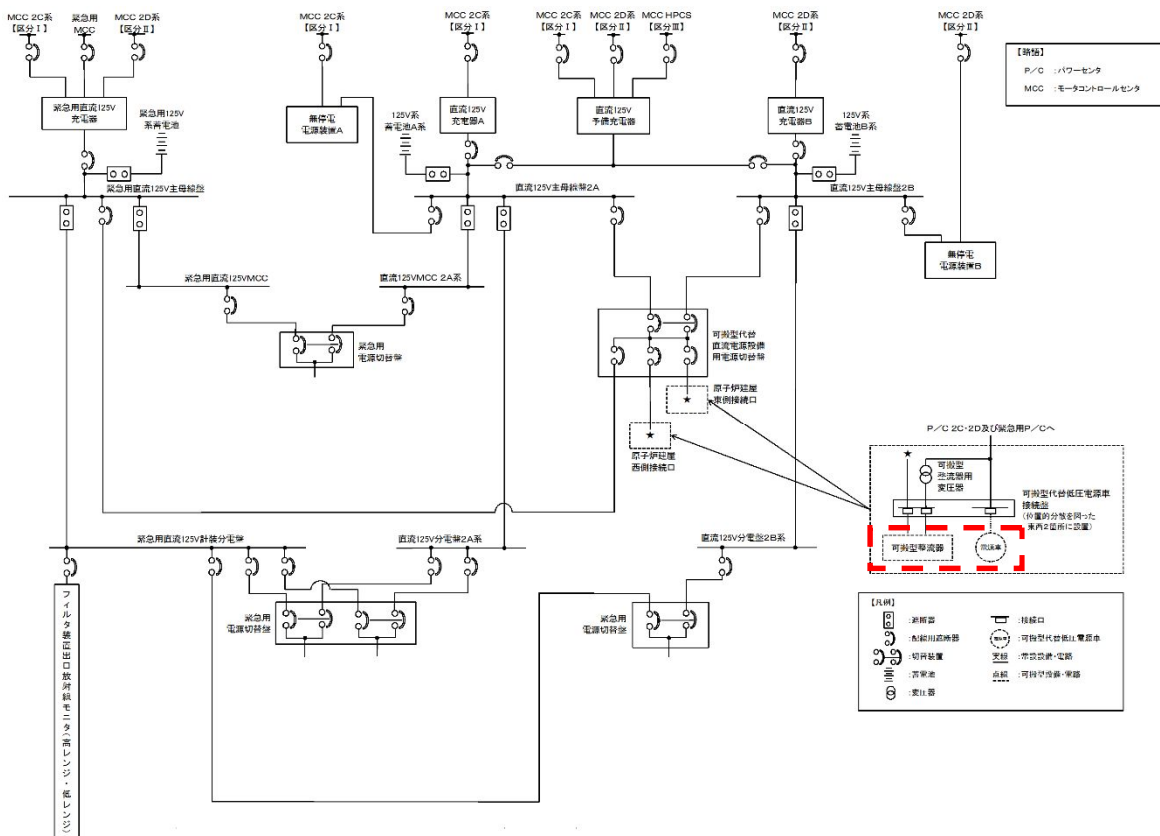 MCC 2C系
【区分Ⅰ】
緊急用
MCC
MCC 2D系
【区分Ⅱ】
MCC 2C系
【区分Ⅰ】
MCC 2C系
【区分Ⅰ】
MCC 2C系
【区分Ⅰ】
MCC 2D系
【区分Ⅱ】
MCC HPCS
【区分Ⅲ】
MCC 2D系
【区分Ⅱ】
MCC 2D系
【区分Ⅱ】
【略語】
P/C :パワーセンタ
MCC :モータコントロールセンタ
緊急用直流125V
充電器
緊急用125V
系蓄電池
無停電
電源装置A
125V系
蓄電池A系
直流125V
充電器A
直流125V
予備充電器
直流125V
充電器B
125V系
蓄電池B系
緊急用直流125V主母線盤
直流125V主母線盤2A
直流125V主母線盤2B
無停電
電源装置B
緊急用直流125VMCC
直流125VMCC 2A系
緊急用
電源切替盤
可搬型代替
直流電源設備
用電源切替盤
原子炉建屋
東側接続口
★
★
原子炉建屋
西側接続口
P/C 2C・2D及び緊急用P/Cへ
★
可搬型
整流器用
変圧器
可搬型代替低圧電源車
接続盤
(位置的分散を図った
東西2箇所に設置)
可搬型整流器
電源車
緊急用直流125V計装分電盤
直流125V分電盤2A系
直流125V分電盤2B系
緊急用
電源切替盤
緊急用
電源切替盤
フィルタ装置出口放射線モニタ(高レンジ・低レンジ)
【凡例】
:遮断器
:配線用遮断器
:切替装置
:蓄電池
:変圧器
:接続口
:可搬型代替低圧電源車
実線 :常設設備・電路
点線 :可搬型設備・電路